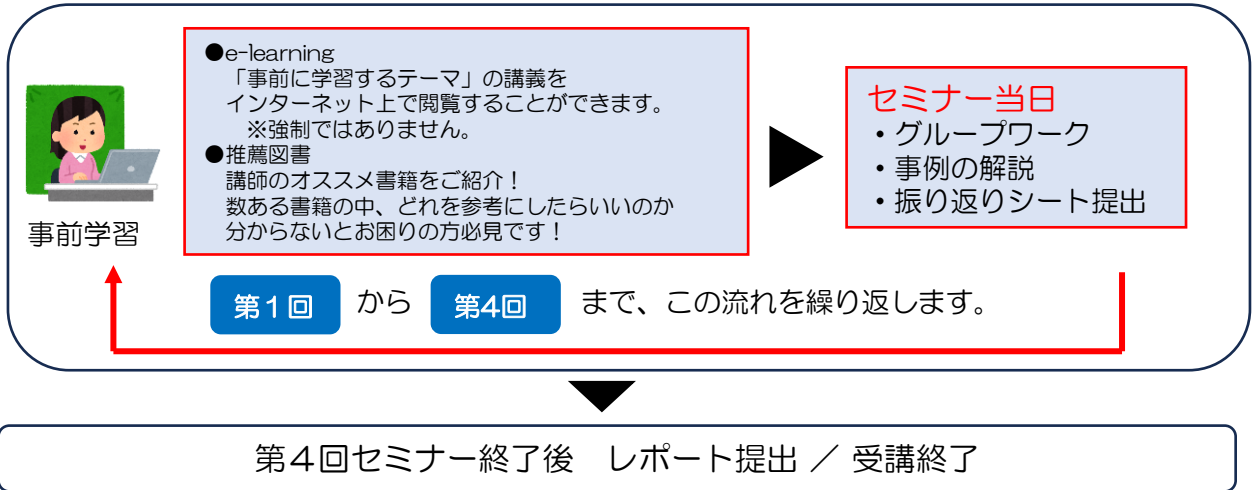 ●e-learning
「事前に学習するテーマ」の講義を
インターネット上で閲覧することができます。
※強制ではありません。
●推薦図書
講師のオススメ書籍をご紹介！
数ある書籍の中、どれを参考にしたらいいのか
分からないとお困りの方必見です！
事前学習
セミナー当日
・グループワーク
・事例の解説
・振り返りシート提出
第１回 から 第4回 まで、この流れを繰り返します。
第４回セミナー終了後　レポート提出 ／ 受講終了